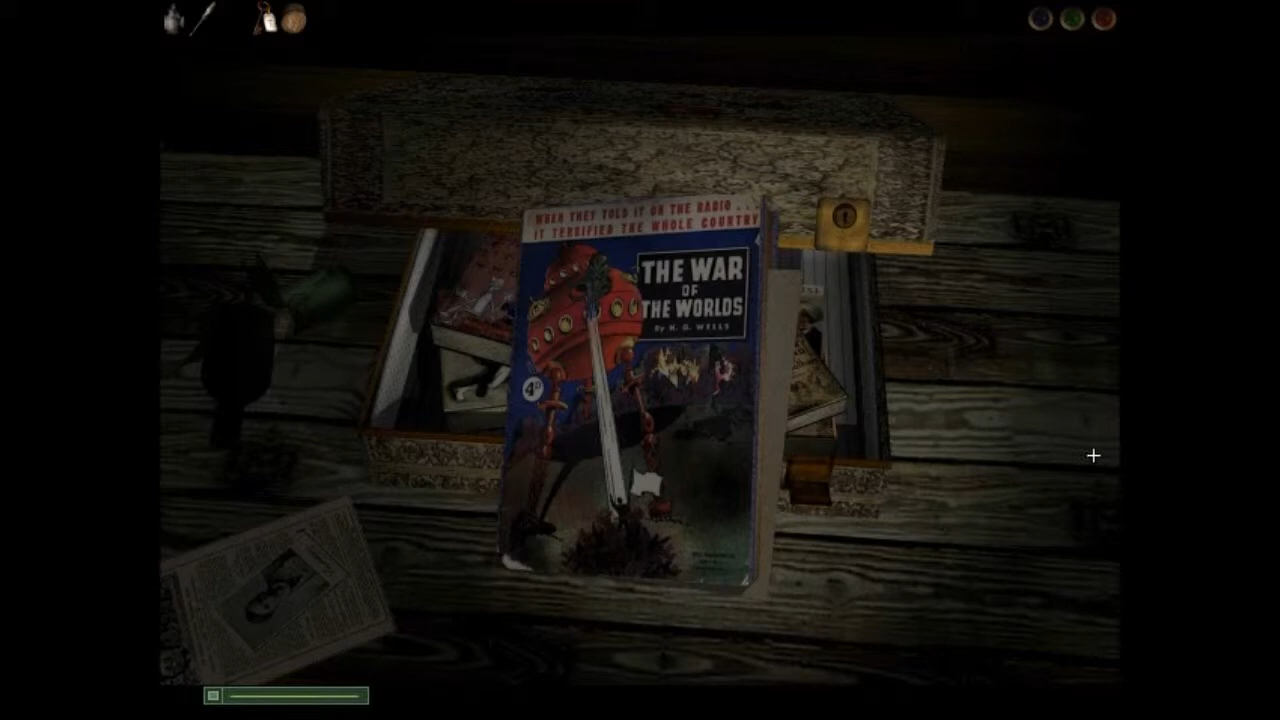 WHEN THEY TOLD IT ON THE RADIO . . .
IT TERRIFIED THE WHOLE COUNTRY
THE WAR
OF
THE WORLDS
By H. G. WELLS
4D